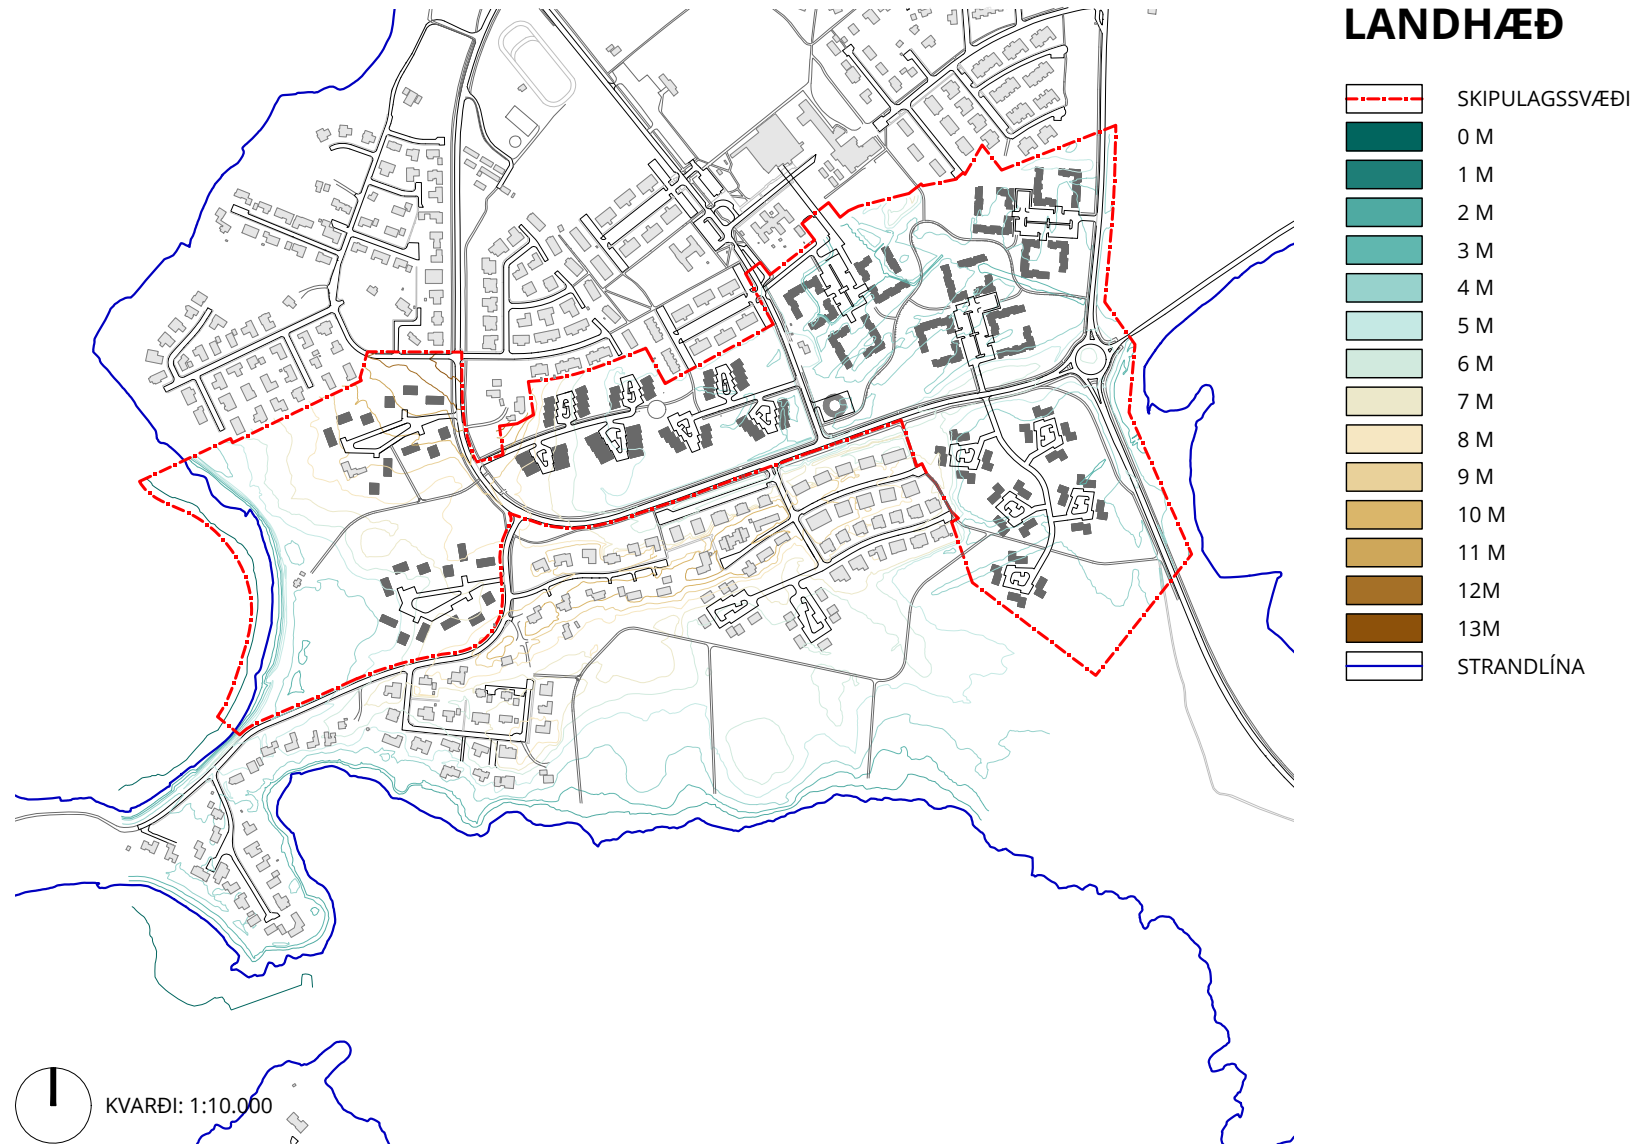 LANDHÆÐ
SKIPULAGSSVÆÐI
0 M
1 M
2 M
3 M
4 M
5 M
6 M
7 M
8 M
9 M
10 M
11 M
12M
13M
STRANDLÍNA
KVARÐI: 1:10.000